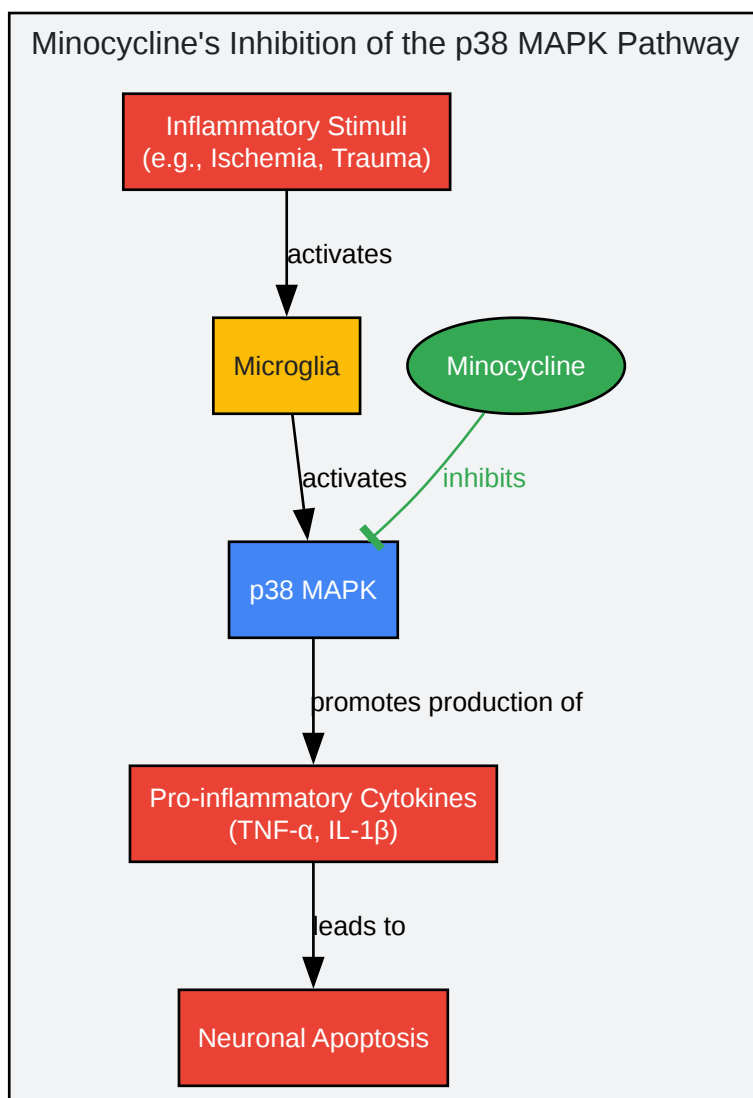 Minocycline's Inhibition of the p38 MAPK Pathway
Inflammatory Stimuli
(e.g., Ischemia, Trauma)
activates
Microglia
Minocycline
activates
inhibits
p38 MAPK
promotes production of
Pro-inflammatory Cytokines
(TNF-α, IL-1β)
leads to
Neuronal Apoptosis